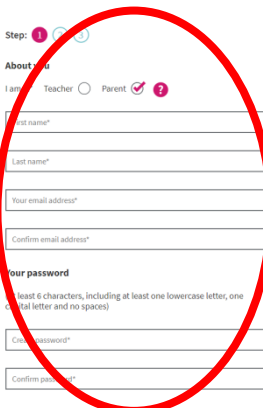 Step: 1 2 3
About you
I am a Teacher Parent ?
First name*
Last name*
Your email address*
Confirm email address*
Your password
least 6 characters, including at least one lowercase letter, one
capital letter and no spaces)
Create password*
Confirm password*